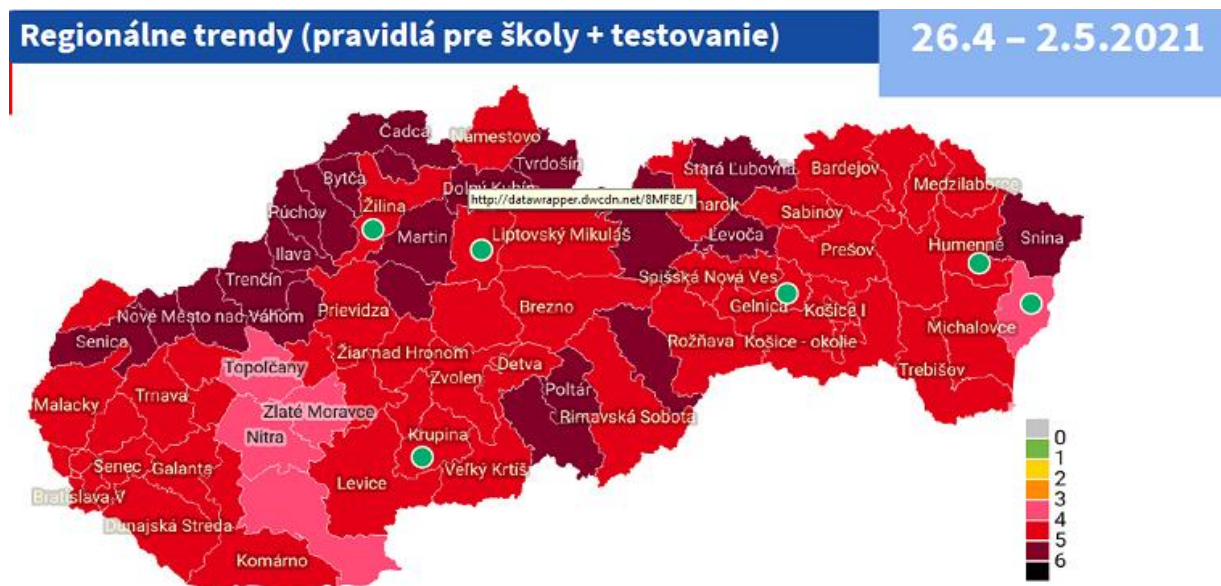 Regionálne trendy (pravidlá pre školy + testovanie)
26.4 – 2.5.2021
Čadca
Námestovo
Tvrdošín
Stará Ľubovňa
Bardejov
Medzilaborce
Bytča
Dolný Kubín
http://datawrapper.dwcdn.net/8MF8E/1
marok
Sabinov
Púchov
Žilina
Martin
Liptovský Mikuláš
Levoča
Prešov
Humenné
Snina
Ilava
Trenčín
Spišská Nová Ves
Nové Město nad Váhom
Prievidza
Brezno
Gelnica
Košice I
Michalovce
Senica
Žiar nad Hronom
Rožňava
Košice - okolie
Topoľčany
Detva
Trebišov
Zvolen
Malacky
Trnava
Poltár
Zlaté Moravce
Rimavská Sobota
Nitra
Krupina
Senec
Galanta
Levice
Veľký Krtíš
Bratislava V
Dunajská Streda
Komárno
0
1
2
3
4
5
6